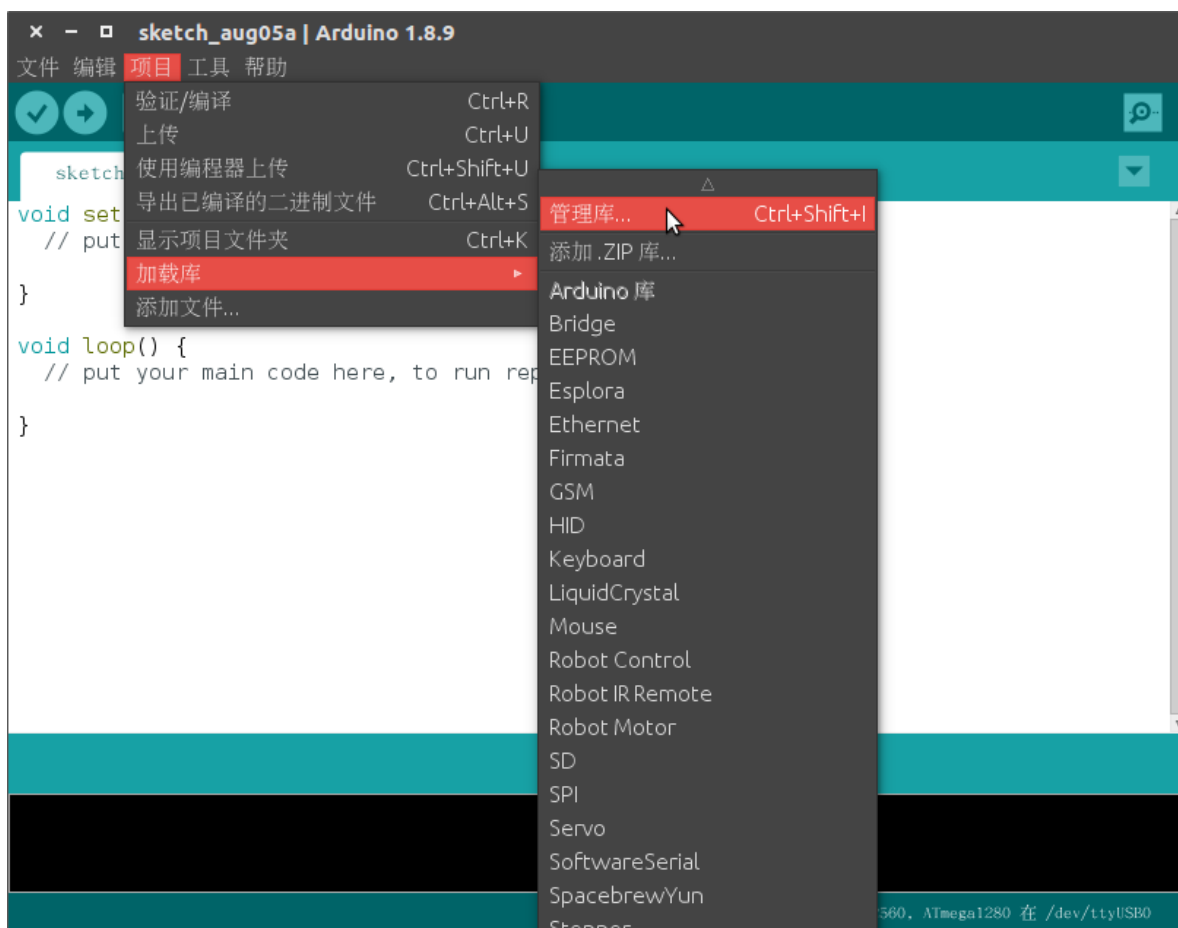 sketch_aug05a | Arduino 1.8.9
文件 编辑 项目 工具 帮助
验证/编译 Ctrl+R
上传 Ctrl+U
使用编程器上传 Ctrl+Shift+U
导出已编译的二进制文件 Ctrl+Alt+S
显示项目文件夹 Ctrl+K
加载库
添加文件...
管理库... Ctrl+Shift+I
添加 .ZIP 库...
Arduino 库
Bridge
EEPROM
Esplora
Ethernet
Firmata
GSM
HID
Keyboard
LiquidCrystal
Mouse
Robot Control
Robot IR Remote
Robot Motor
SD
SPI
Servo
SoftwareSerial
SpacebrewYun
sketch
void set
// put
}
void loop() {
// put your main code here, to run rep
}
560, ATmega1280 在 /dev/ttyUSB0